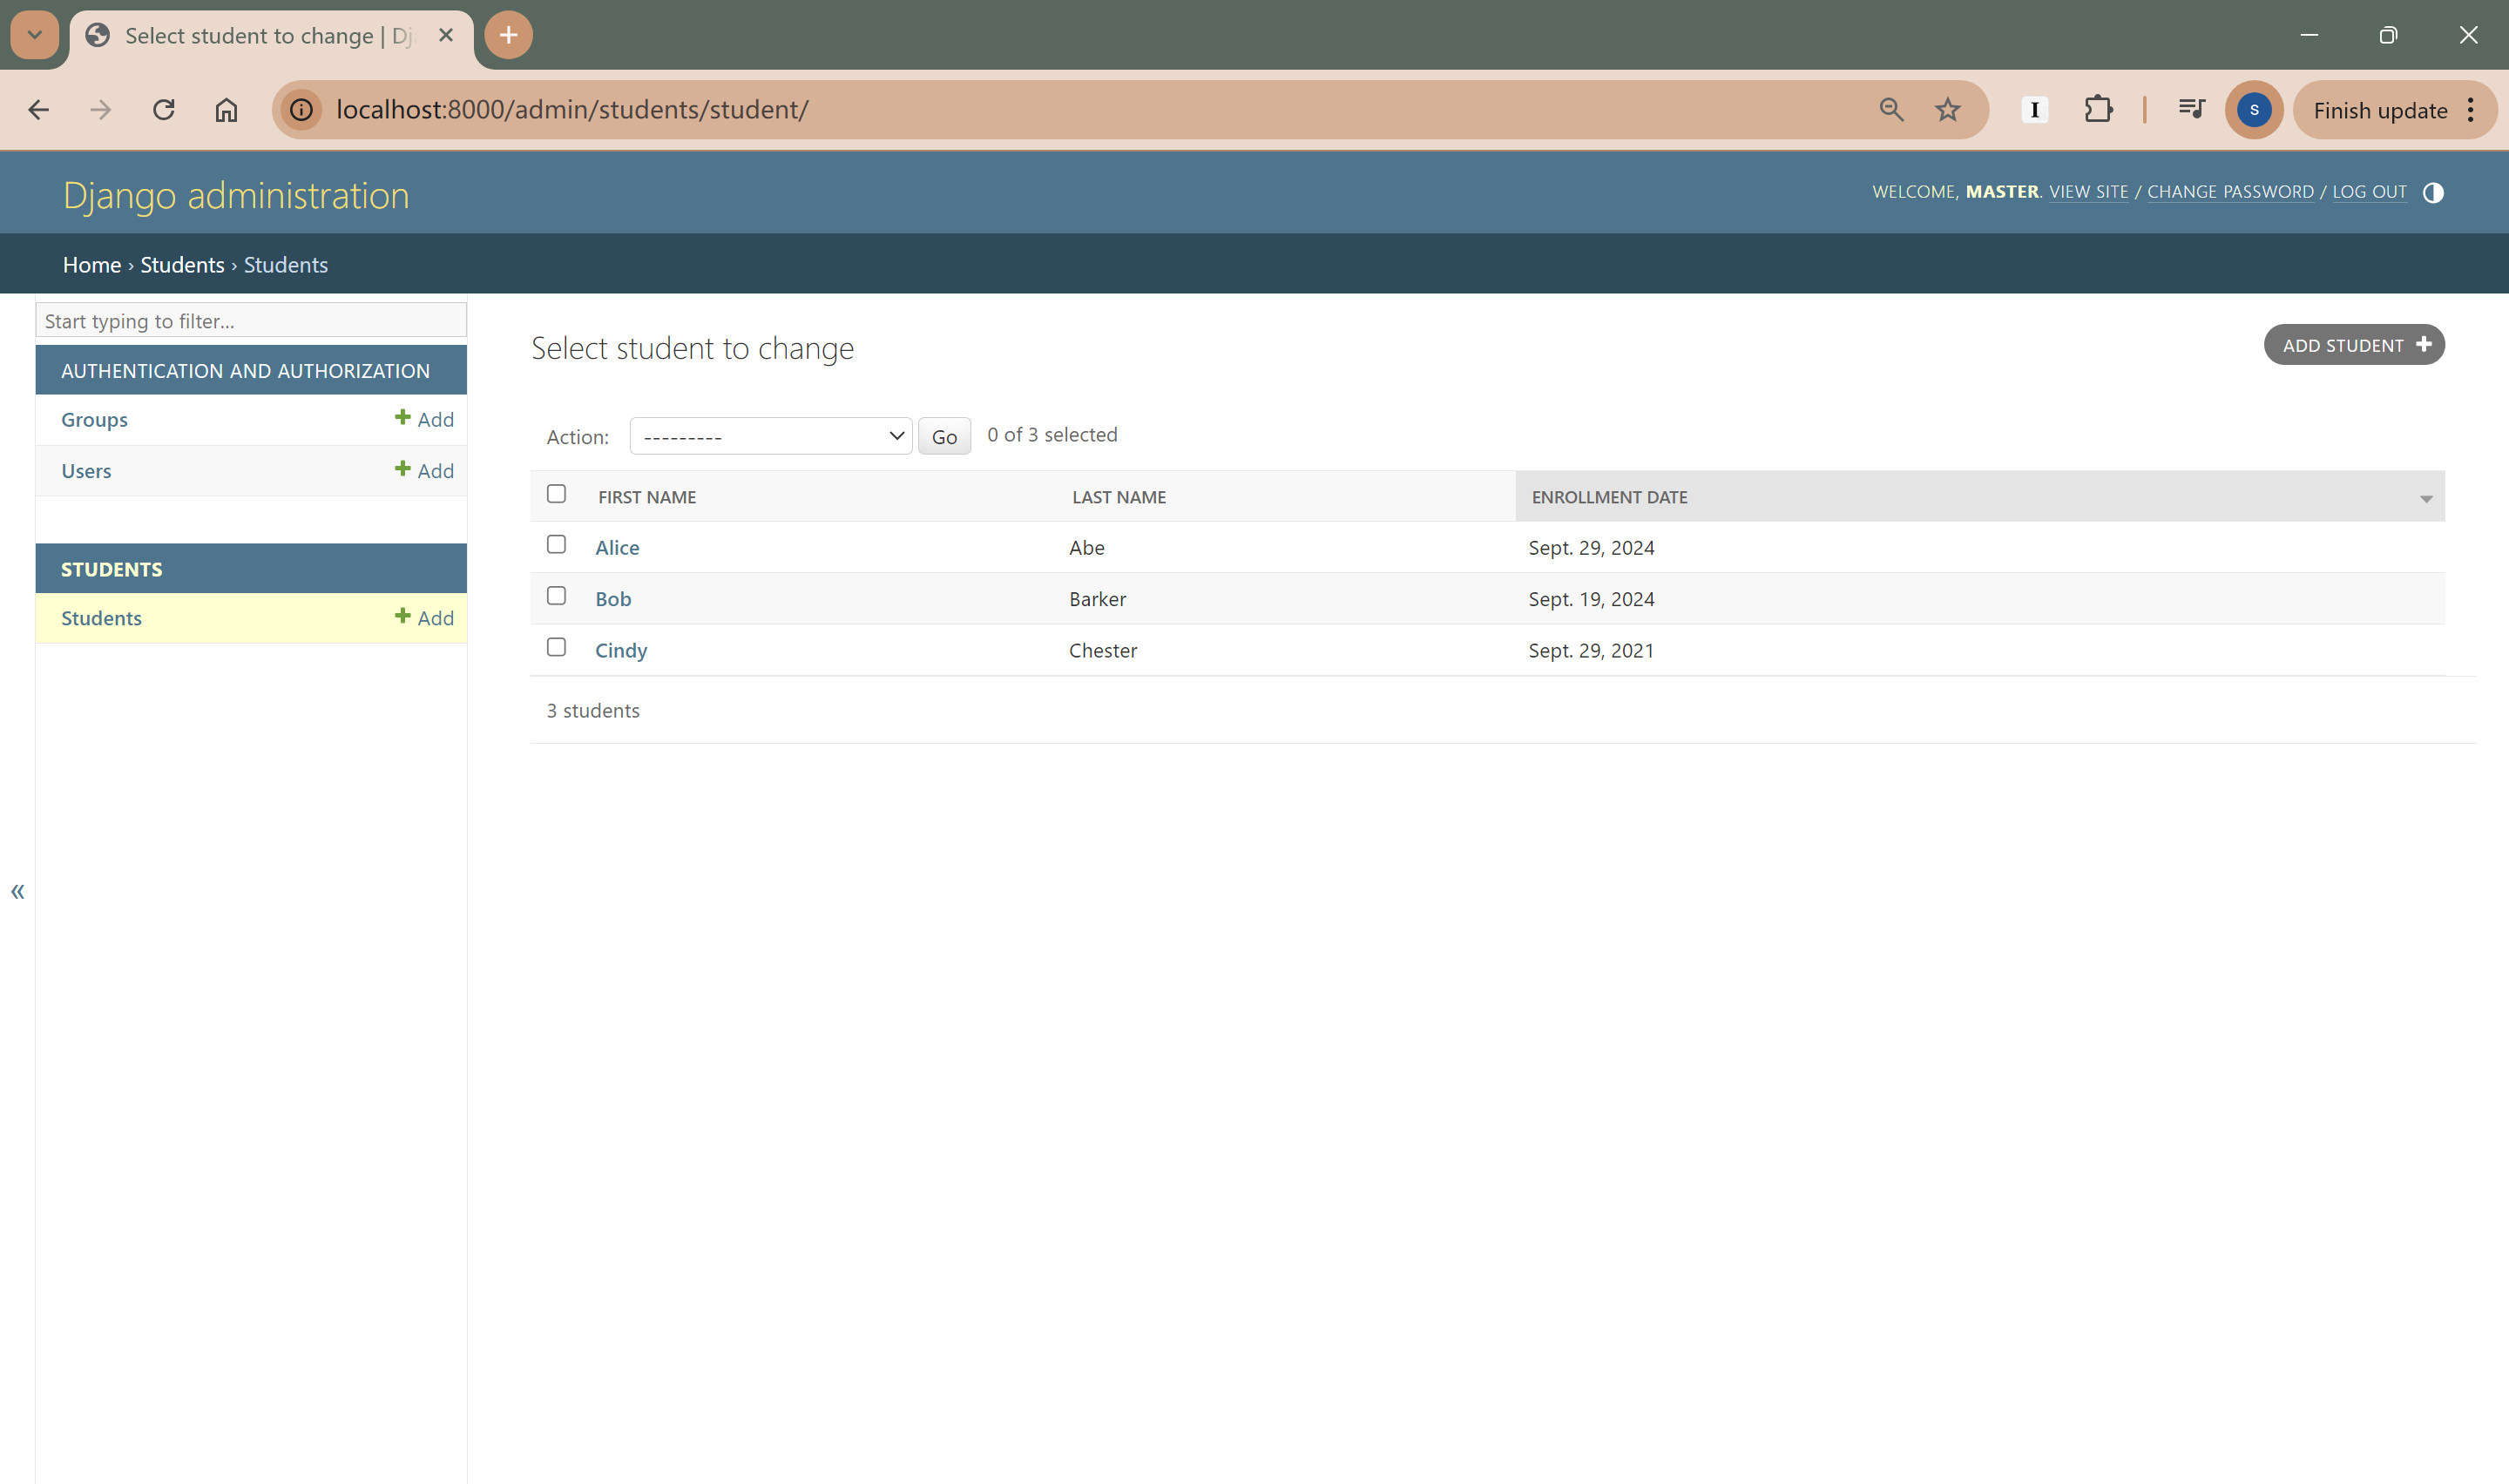 Select student to change | Dj
localhost:8000/admin/students/student/
S
Finish update
Django administration
WELCOME, MASTER. VIEW SITE / CHANGE PASSWORD / LOG OUT
Home › Students › Students
Start typing to filter...
AUTHENTICATION AND AUTHORIZATION
Groups + Add
Users + Add
STUDENTS
Students + Add
«
Select student to change
ADD STUDENT +
Action: --------- Go 0 of 3 selected
FIRST NAME LAST NAME ENROLLMENT DATE
Alice Abe Sept. 29, 2024
Bob Barker Sept. 19, 2024
Cindy Chester Sept. 29, 2021
3 students